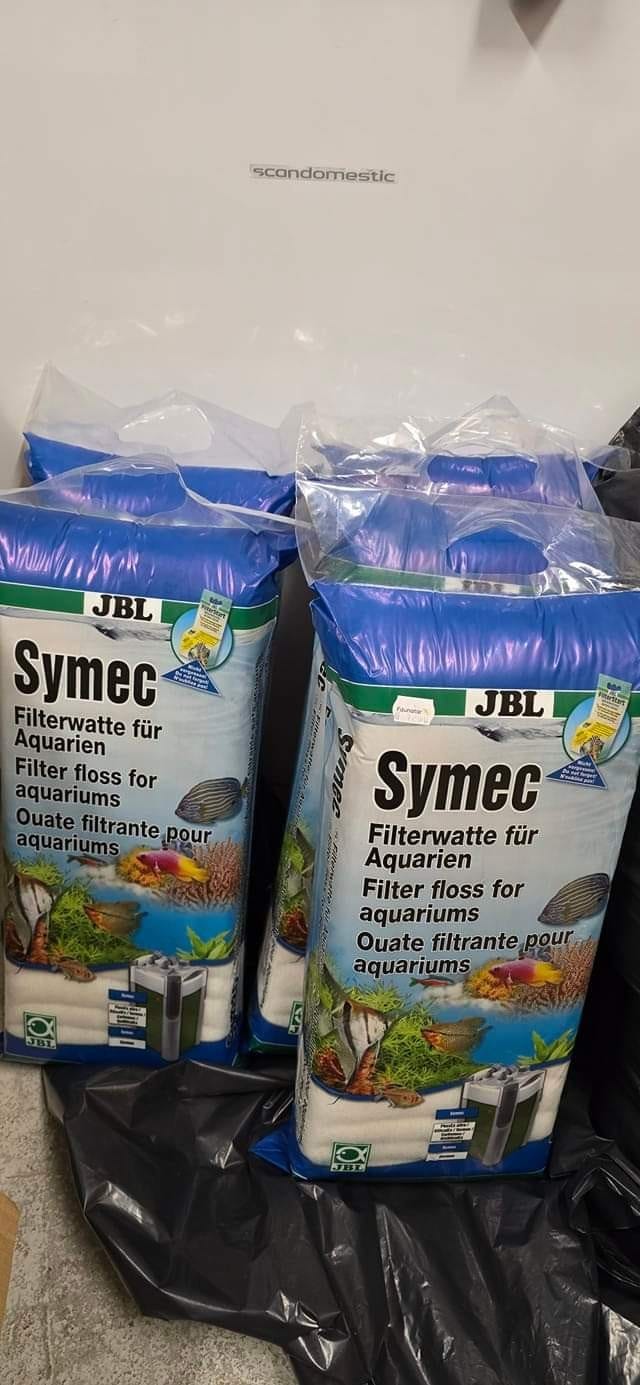 scandomestic
JBL
Symec
Filterwatte für
Aquarien
Filter floss for
aquariums
Ouate filtrante pour
aquariums
JBL
JBL
Symec
Filterwatte für
Aquarien
Filter floss for
aquariums
Ouate filtrante pour
aquariums
JBL